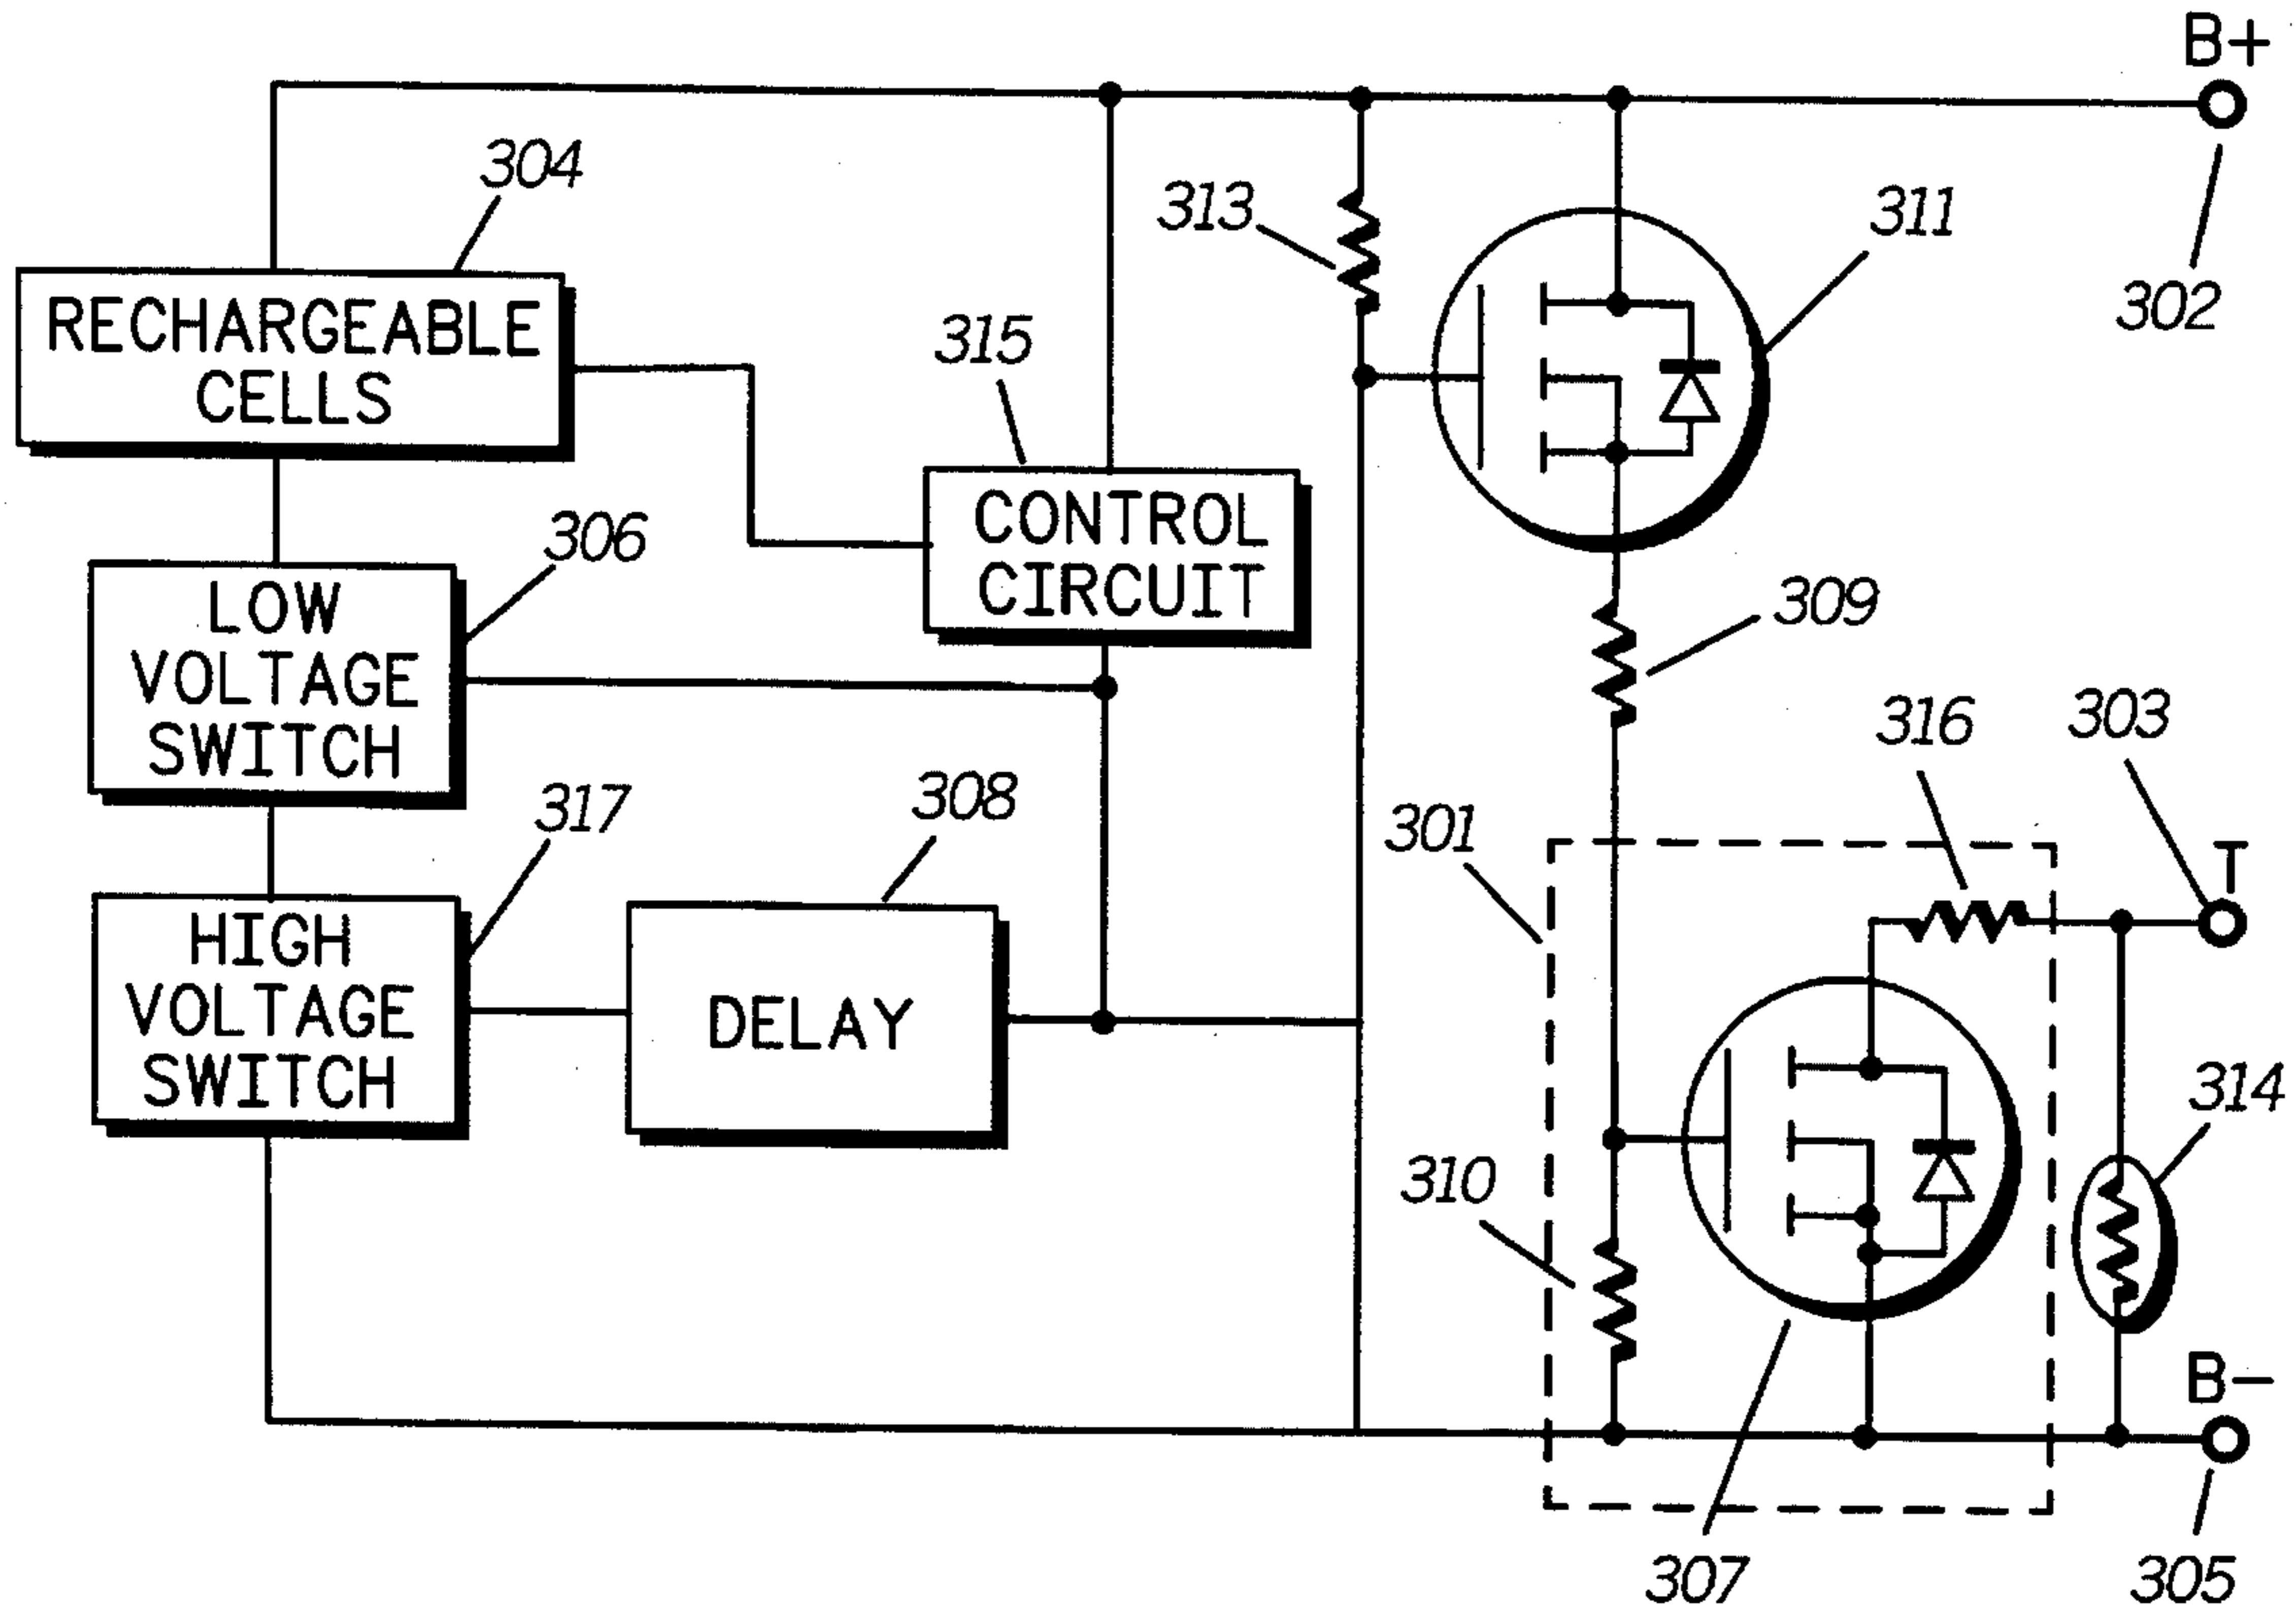 B+
304
313
311
302
RECHARGEABLE
CELLS
315
306
CONTROL
CIRCUIT
309
LOW
VOLTAGE
SWITCH
316
303
317
308
301
T
HIGH
VOLTAGE
SWITCH
DELAY
314
310
B-
307
305